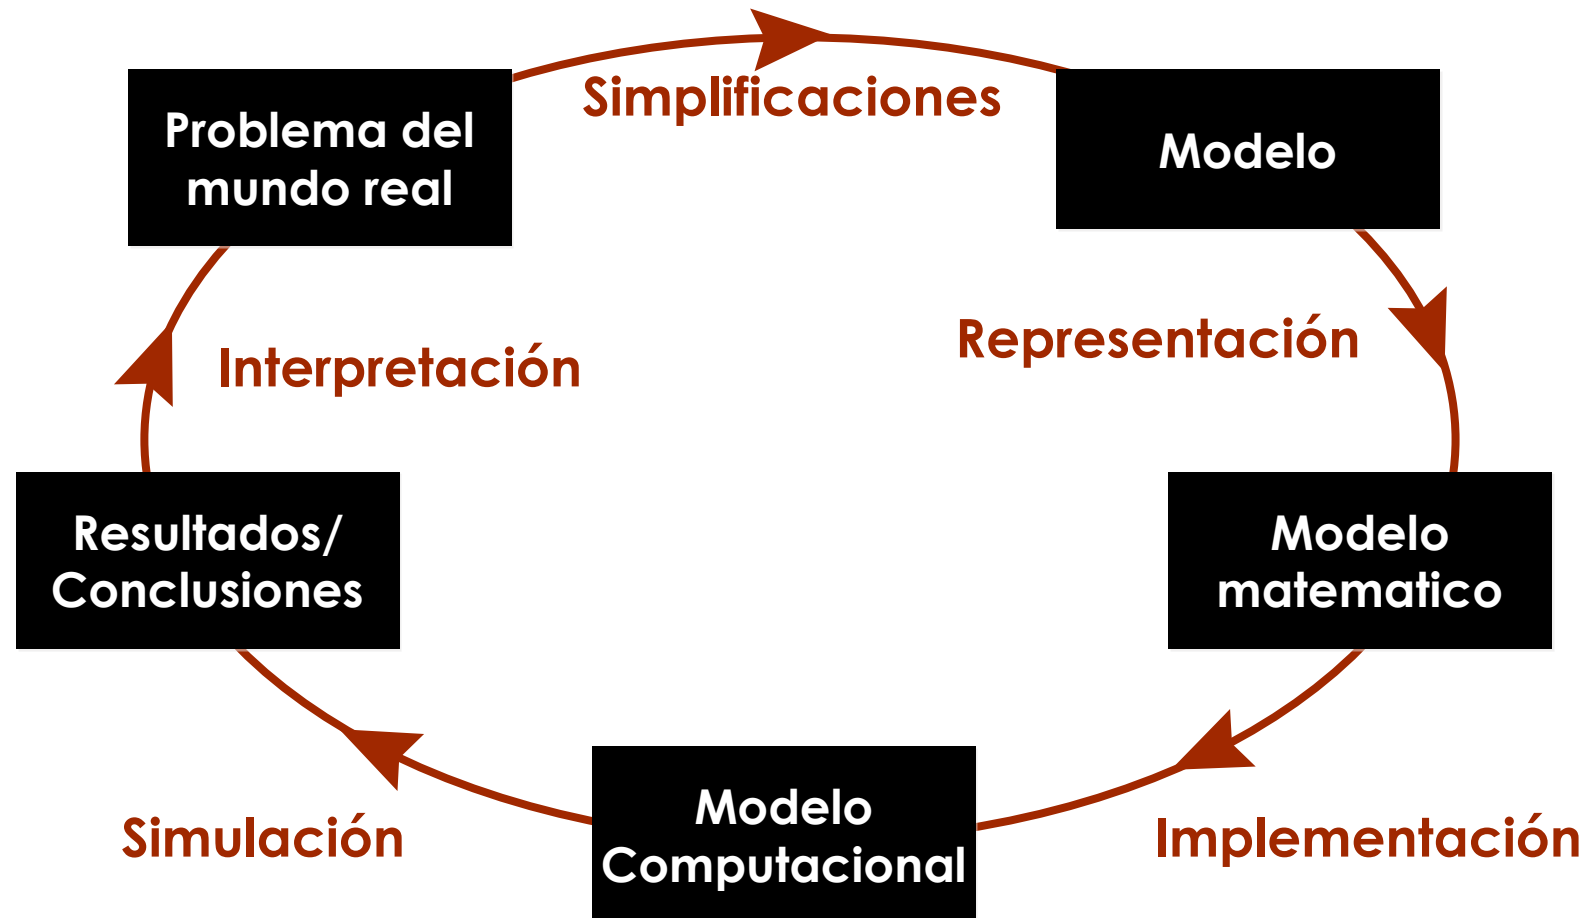 Simplificaciones
Problema del
mundo real
Modelo
Representación
Interpretación
Resultados/
Conclusiones
Modelo
matematico
Modelo
Computacional
Simulación
Implementación